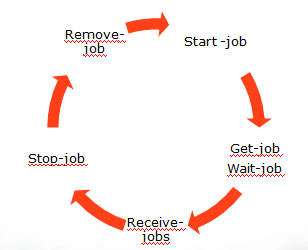 Remove-
job
Start -job
Get-job
Wait-job
Receive-
jobs
Stop-job